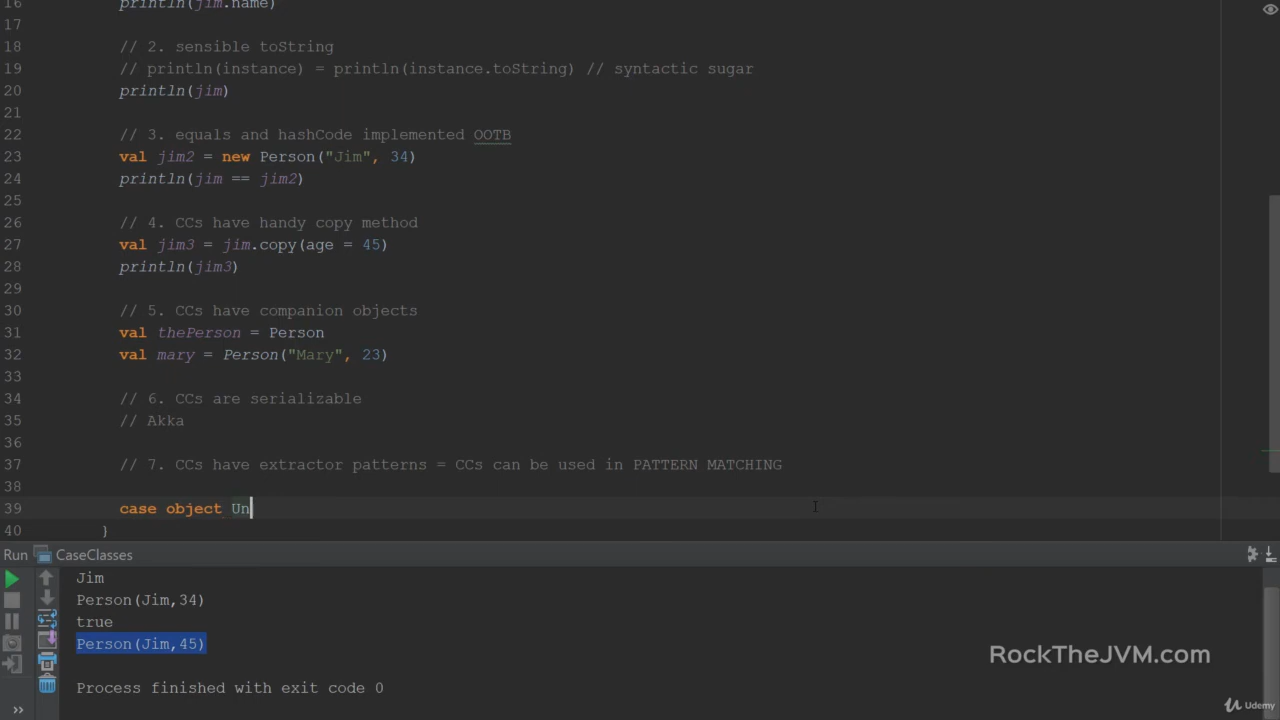 16 println(jim.name)
17
18 // 2. sensible toString
19 // println(instance) = println(instance.toString) // syntactic sugar
20 println(jim)
21
22 // 3. equals and hashCode implemented OOTB
23 val jim2 = new Person("Jim", 34)
24 println(jim == jim2)
25
26 // 4. CCs have handy copy method
27 val jim3 = jim.copy(age = 45)
28 println(jim3)
29
30 // 5. CCs have companion objects
31 val thePerson = Person
32 val mary = Person("Mary", 23)
33
34 // 6. CCs are serializable
35 // Akka
36
37 // 7. CCs have extractor patterns = CCs can be used in PATTERN MATCHING
38
39 case object Un
40 }
Run CaseClasses
Jim
Person(Jim,34)
true
Person(Jim,45)
Process finished with exit code 0
RockTheJVM.com
Udemy